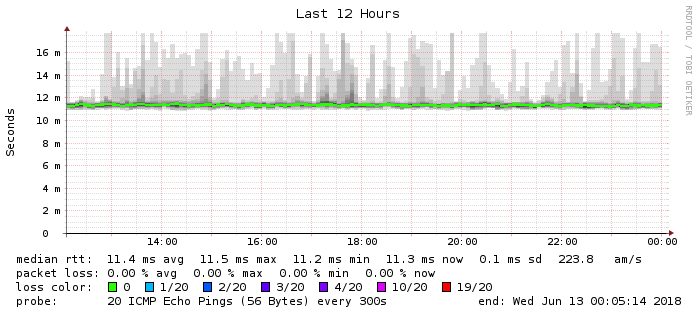 Last 12 Hours
RRDTOOL / TOBI OETIKER
Seconds
16 m
14 m
12 m
10 m
8 m
6 m
4 m
2 m
0
14:00 16:00 18:00 20:00 22:00 00:00
median rtt: 11.4 ms avg 11.5 ms max 11.2 ms min 11.3 ms now 0.1 ms sd 223.8 am/s
packet loss: 0.00 % avg 0.00 % max 0.00 % min 0.00 % now
loss color: 0 1/20 2/20 3/20 4/20 10/20 19/20
probe: 20 ICMP Echo Pings (56 Bytes) every 300s end: Wed Jun 13 00:05:14 2018